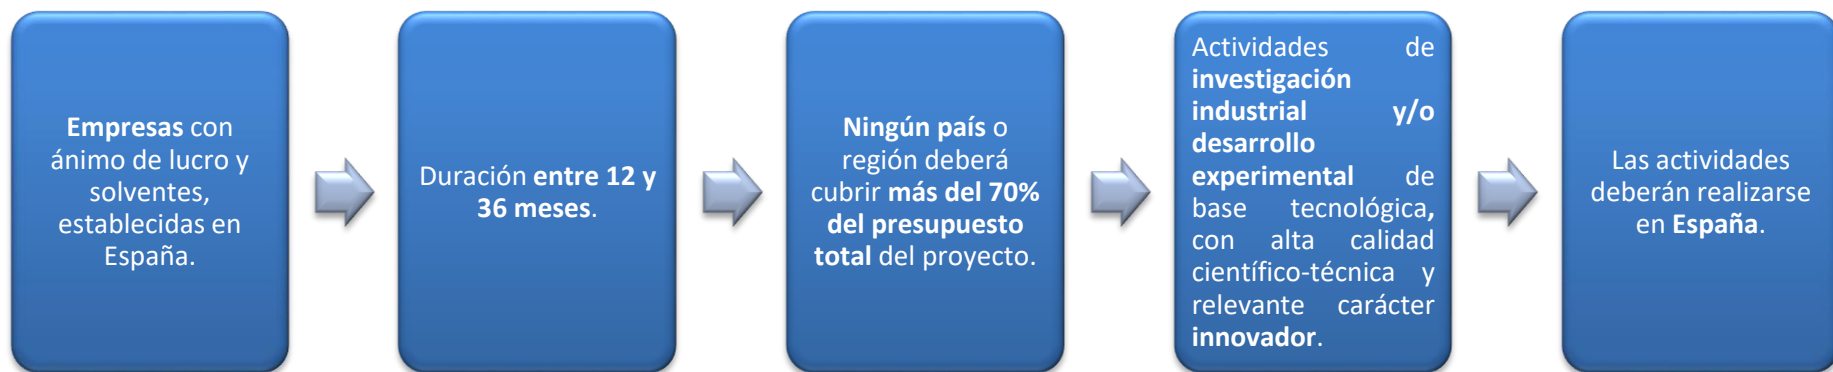 Empresas con
ánimo de lucro y
solventes,
establecidas en
España.
Duración entre 12 y
36 meses.
Ningún país o
región deberá
cubrir más del 70%
del presupuesto
total del proyecto.
Actividades de
investigación
industrial y/o
desarrollo
experimental de
base tecnológica,
con alta calidad
científico-técnica y
relevante carácter
innovador.
Las actividades
deberán realizarse
en España.